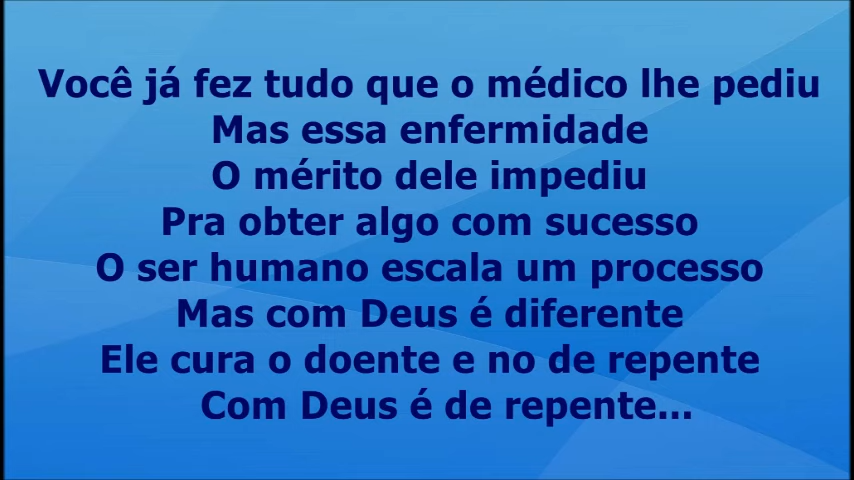 Você já fez tudo que o médico lhe pediu
Mas essa enfermidade
O mérito dele impediu
Pra obter algo com sucesso
O ser humano escala um processo
Mas com Deus é diferente
Ele cura o doente e no de repente
Com Deus é de repente...